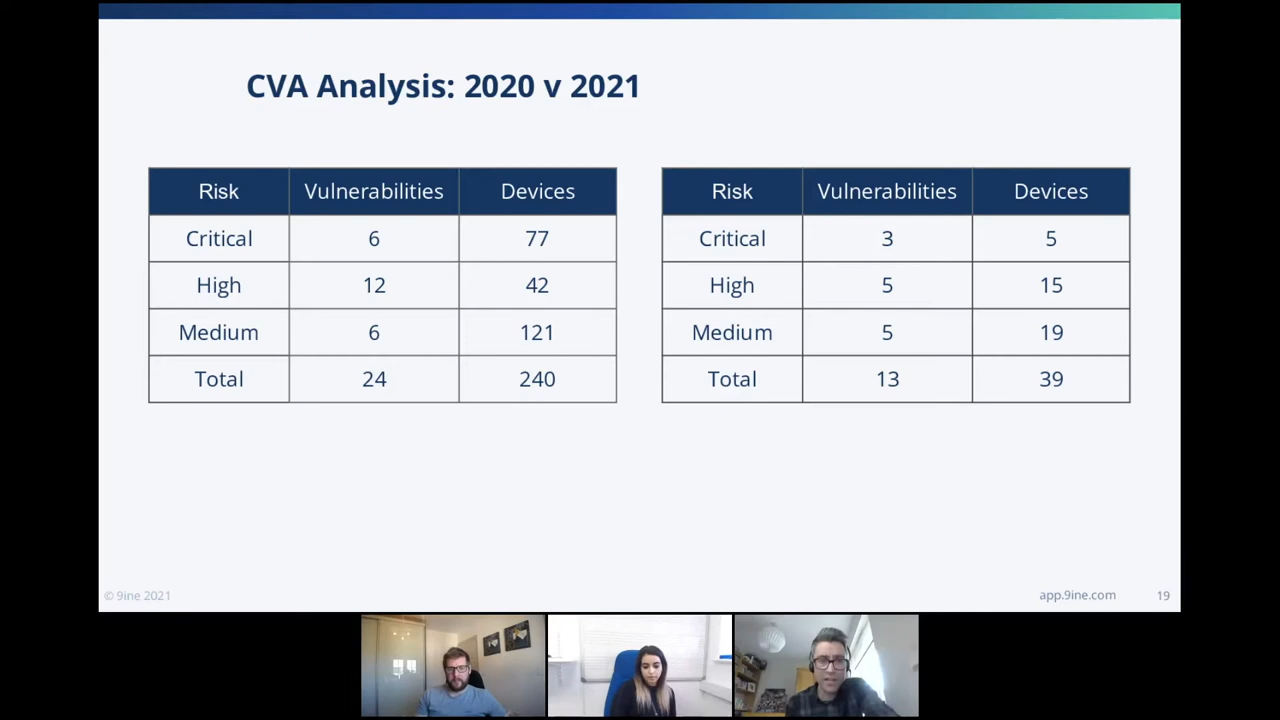 CVA Analysis: 2020 v 2021
Risk Vulnerabilities Devices
Critical 6 77
High 12 42
Medium 6 121
Total 24 240
Risk Vulnerabilities Devices
Critical 3 5
High 5 15
Medium 5 19
Total 13 39
© 9ine 2021
app.9ine.com
19